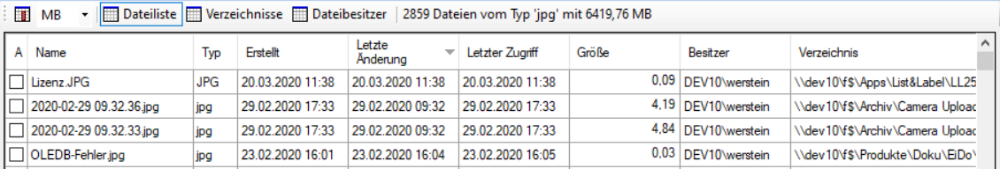 MB Dateiliste Verzeichnisse Dateibesitzer 2859 Dateien vom Typ 'jpg' mit 6419,76 MB
A Name Typ Erstellt Letzte Änderung Letzter Zugriff Größe Besitzer Verzeichnis
Lizenz.JPG JPG 20.03.2020 11:38 20.03.2020 11:38 20.03.2020 11:38 0,09 DEV10\werstein \\dev10\f$\Apps\List&Label\LL25
2020-02-29 09.32.36.jpg jpg 29.02.2020 17:33 29.02.2020 09:32 29.02.2020 17:33 4,19 DEV10\werstein \\dev10\f$\Archiv\Camera Upload
2020-02-29 09.32.33.jpg jpg 29.02.2020 17:33 29.02.2020 09:32 29.02.2020 17:33 4,84 DEV10\werstein \\dev10\f$\Archiv\Camera Upload
OLEDB-Fehler.jpg jpg 23.02.2020 16:01 23.02.2020 16:04 23.02.2020 16:05 0,03 DEV10\werstein \\dev10\f$\Produkte\Doku\EiDo\